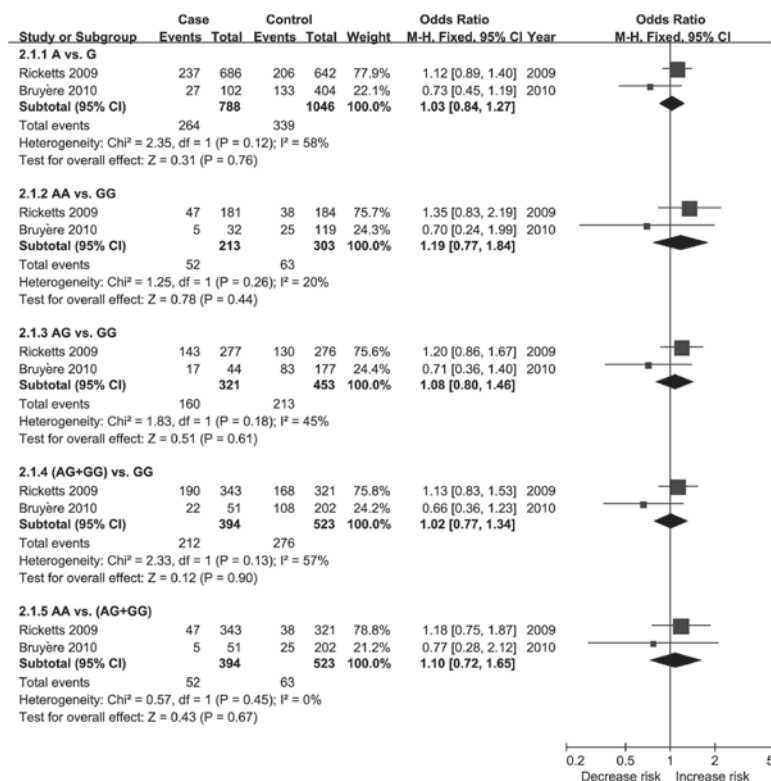 Case Control Odds Ratio Odds Ratio
Study or Subgroup Events Total Events Total Weight M-H, Fixed, 95% CI Year M-H, Fixed, 95% CI
2.1.1 A vs. G
Ricketts 2009 237 686 206 642 77.9% 1.12 [0.89, 1.40] 2009
Bruyère 2010 27 102 133 404 22.1% 0.73 [0.45, 1.19] 2010
Subtotal (95% CI) 788 1046 100.0% 1.03 [0.84, 1.27]
Total events 264 339
Heterogeneity: Chi² = 2.35, df = 1 (P = 0.12); I² = 58%
Test for overall effect: Z = 0.31 (P = 0.76)
2.1.2 AA vs. GG
Ricketts 2009 47 181 38 184 75.7% 1.35 [0.83, 2.19] 2009
Bruyère 2010 5 32 25 119 24.3% 0.70 [0.24, 1.99] 2010
Subtotal (95% CI) 213 303 100.0% 1.19 [0.77, 1.84]
Total events 52 63
Heterogeneity: Chi² = 1.25, df = 1 (P = 0.26); I² = 20%
Test for overall effect: Z = 0.78 (P = 0.44)
2.1.3 AG vs. GG
Ricketts 2009 143 277 130 276 75.6% 1.20 [0.86, 1.67] 2009
Bruyère 2010 17 44 83 177 24.4% 0.71 [0.36, 1.40] 2010
Subtotal (95% CI) 321 453 100.0% 1.08 [0.80, 1.46]
Total events 160 213
Heterogeneity: Chi² = 1.83, df = 1 (P = 0.18); I² = 45%
Test for overall effect: Z = 0.51 (P = 0.61)
2.1.4 (AG+GG) vs. GG
Ricketts 2009 190 343 168 321 75.8% 1.13 [0.83, 1.53] 2009
Bruyère 2010 22 51 108 202 24.2% 0.66 [0.36, 1.23] 2010
Subtotal (95% CI) 394 523 100.0% 1.02 [0.77, 1.34]
Total events 212 276
Heterogeneity: Chi² = 2.33, df = 1 (P = 0.13); I² = 57%
Test for overall effect: Z = 0.12 (P = 0.90)
2.1.5 AA vs. (AG+GG)
Ricketts 2009 47 343 38 321 78.8% 1.18 [0.75, 1.87] 2009
Bruyère 2010 5 51 25 202 21.2% 0.77 [0.28, 2.12] 2010
Subtotal (95% CI) 394 523 100.0% 1.10 [0.72, 1.65]
Total events 52 63
Heterogeneity: Chi² = 0.57, df = 1 (P = 0.45); I² = 0%
Test for overall effect: Z = 0.43 (P = 0.67)
0.2 0.5 1 2 5
Decrease risk Increase risk